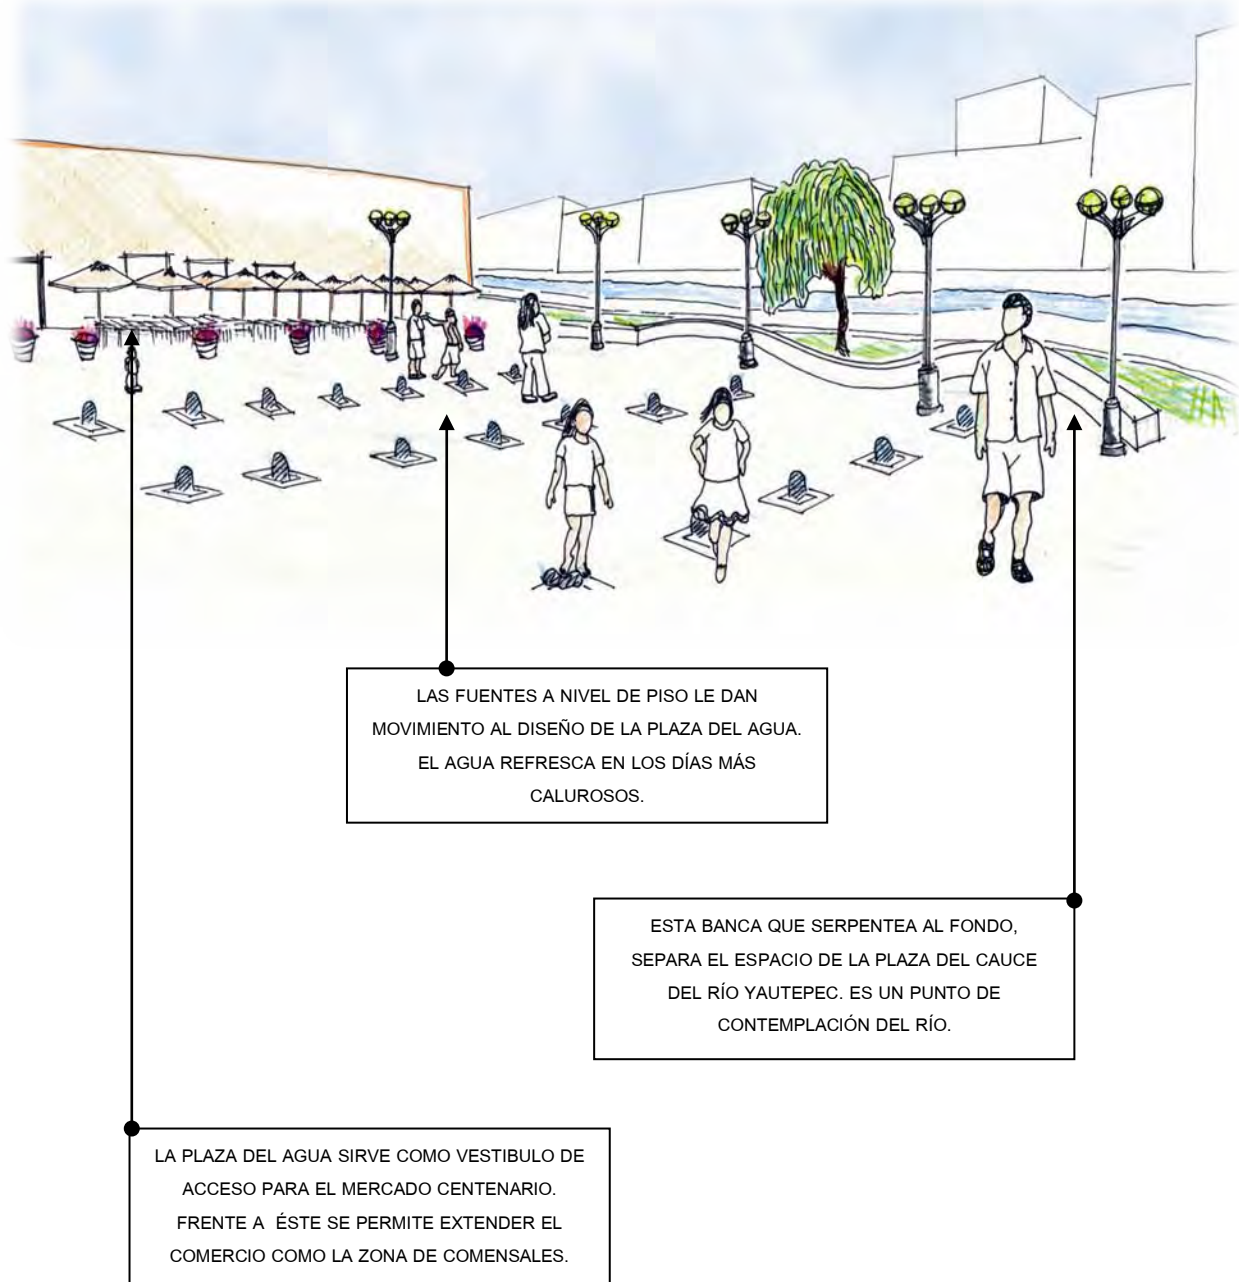 LAS FUENTES A NIVEL DE PISO LE DAN
MOVIMIENTO AL DISEÑO DE LA PLAZA DEL AGUA.
EL AGUA REFRESCA EN LOS DÍAS MÁS
CALUROSOS.
ESTA BANCA QUE SERPENTEA AL FONDO,
SEPARA EL ESPACIO DE LA PLAZA DEL CAUCE
DEL RÍO YAUTEPEC. ES UN PUNTO DE
CONTEMPLACIÓN DEL RÍO.
LA PLAZA DEL AGUA SIRVE COMO VESTIBULO DE
ACCESO PARA EL MERCADO CENTENARIO.
FRENTE A  ÉSTE SE PERMITE EXTENDER EL
COMERCIO COMO LA ZONA DE COMENSALES.